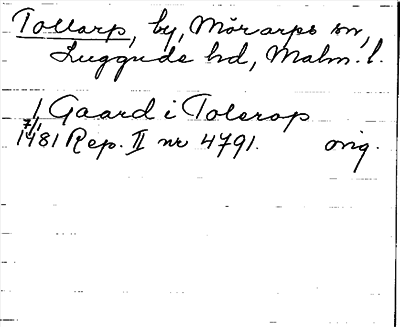 Tollarp, by, Mörarps sn,
Luggude hd, Malm. l.
1 Gaard i Tolerop
7/1
1481 Rep. II nr 4791. orig.